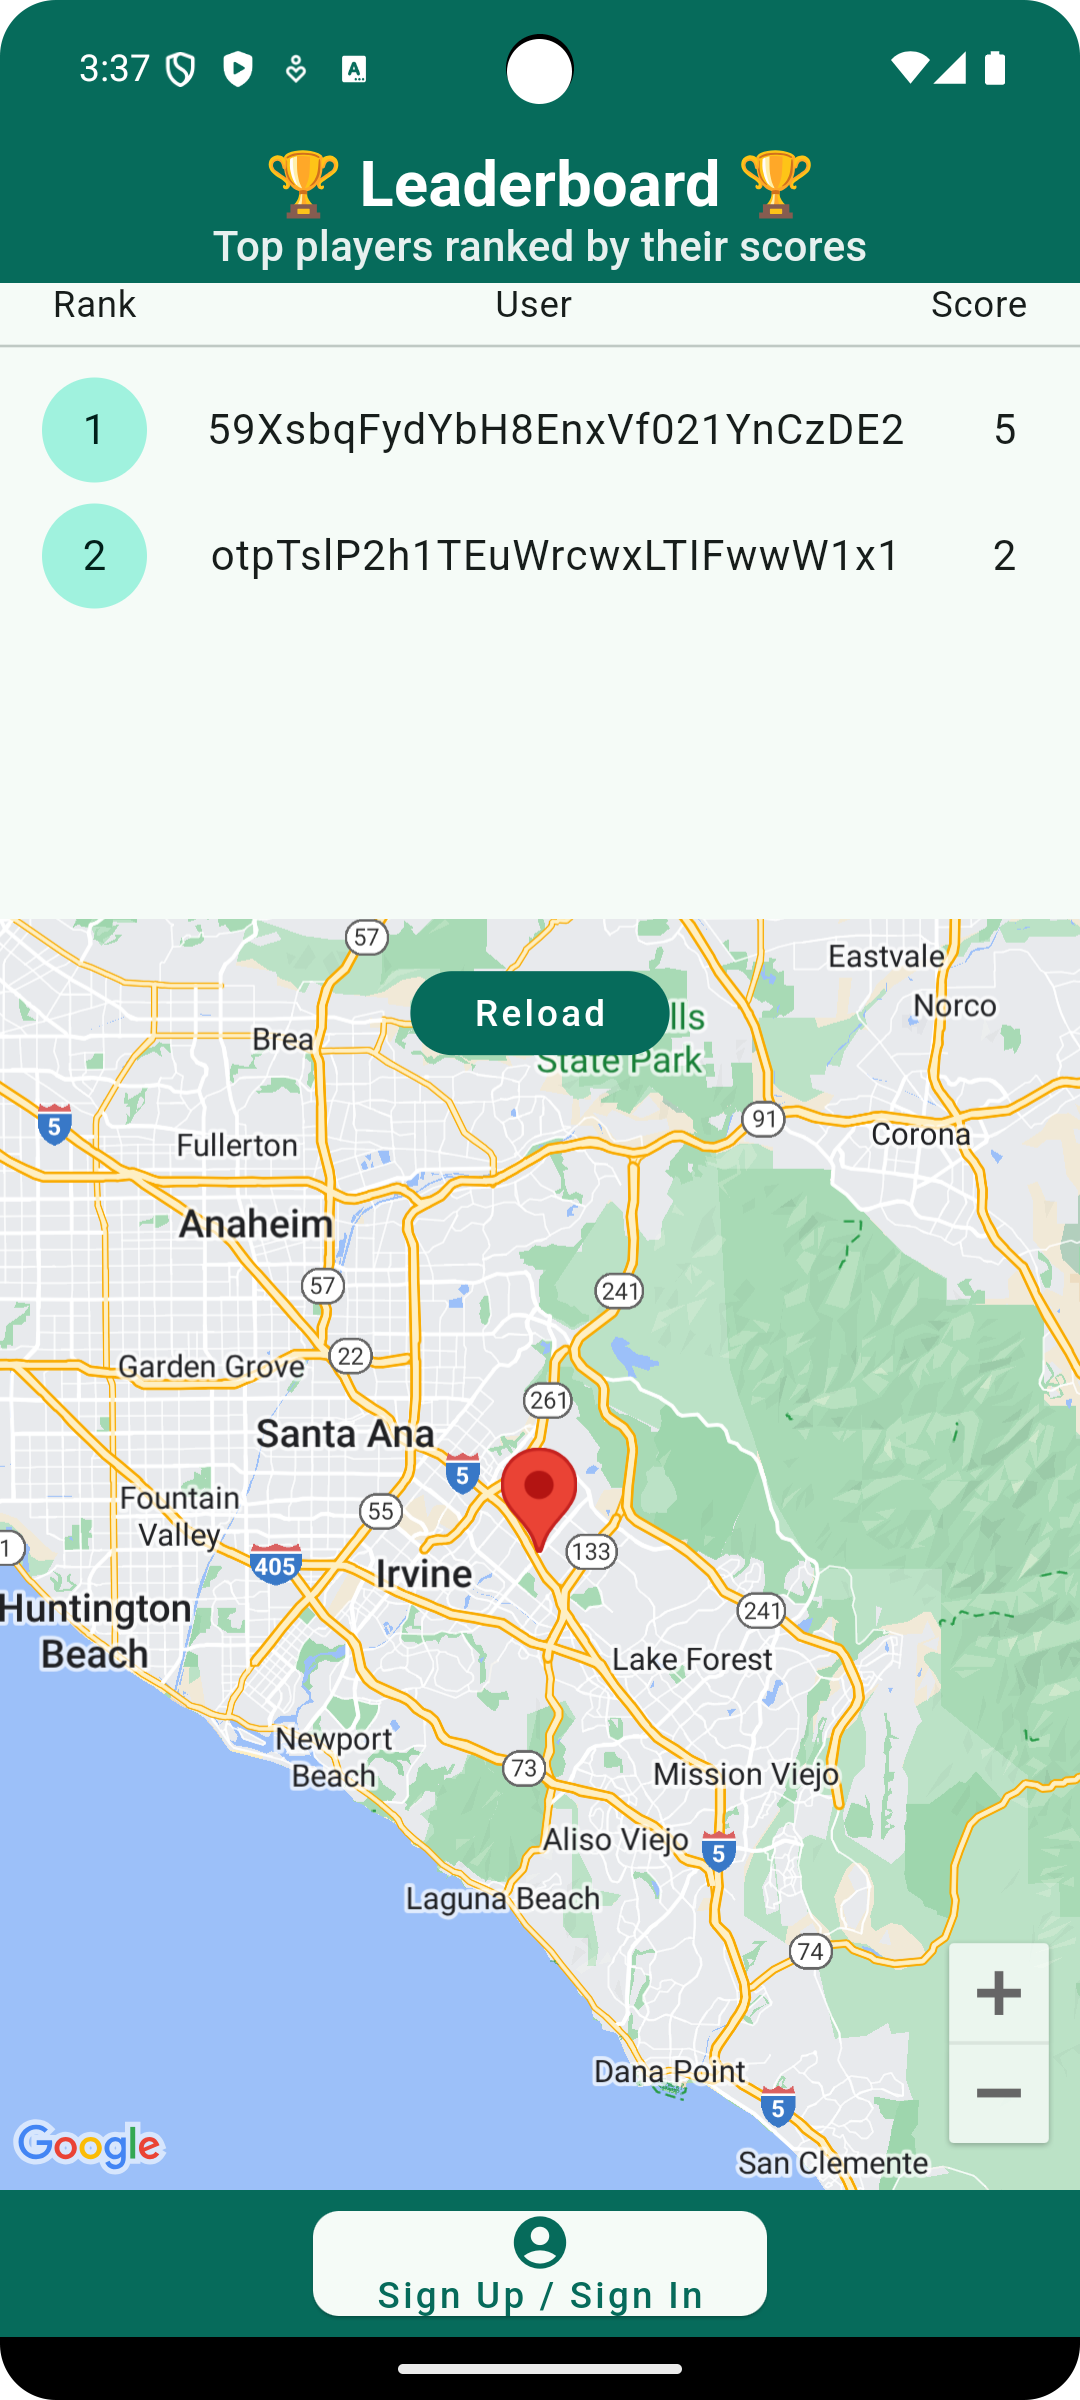 3:37
🏆 Leaderboard 🏆
Top players ranked by their scores
Rank User Score
1 59XsbqFydYbH8EnxVf021YnCzDE2 5
2 otpTslP2h1TEuWrcwxLTIFwwW1x1 2
57
Eastvale
Norco
Reload
lls
State Park
Brea
5
91
Corona
Fullerton
Anaheim
57
241
22
Garden Grove
261
Santa Ana
5
Fountain
Valley
55
1
405
133
Irvine
Huntington
Beach
241
Lake Forest
Newport
Beach
73
Mission Viejo
Aliso Viejo
5
Laguna Beach
74
+
Dana Point
−
5
Google
San Clemente
Sign Up / Sign In